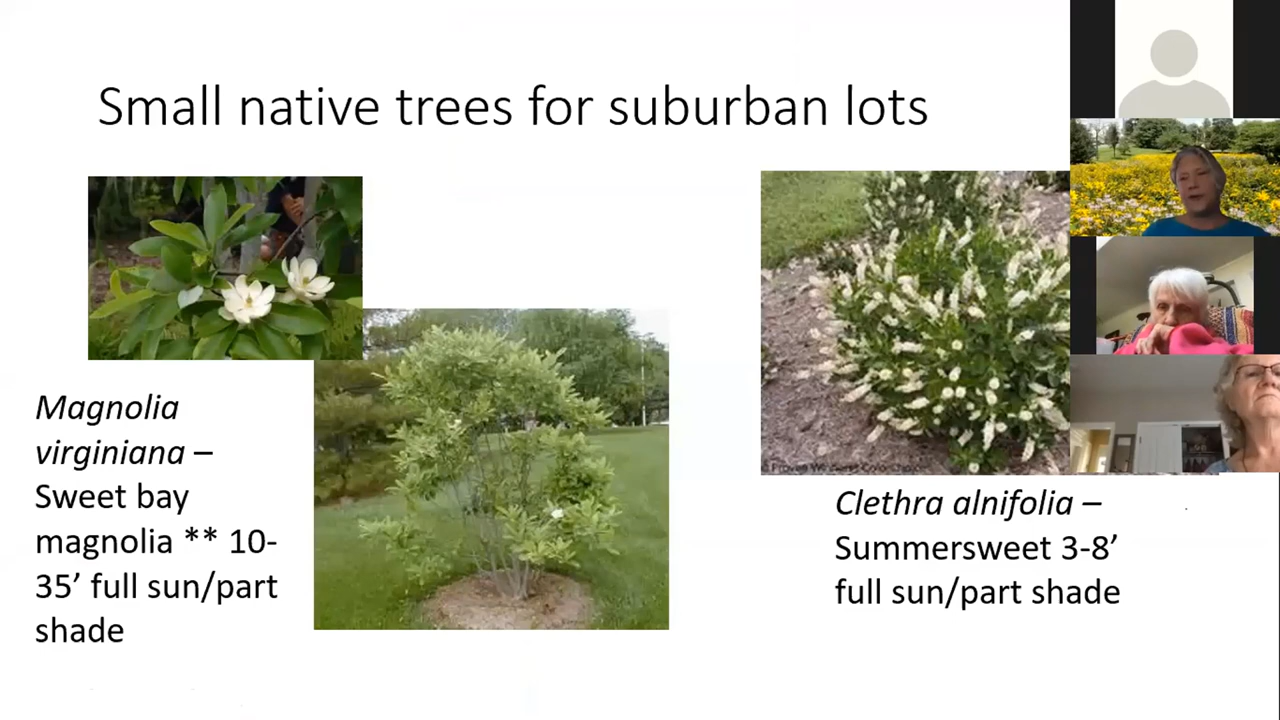 Small native trees for suburban lots
Magnolia
virginiana –
Sweet bay
magnolia ** 10-
35’ full sun/part
shade
Clethra alnifolia –
Summersweet 3-8’
full sun/part shade